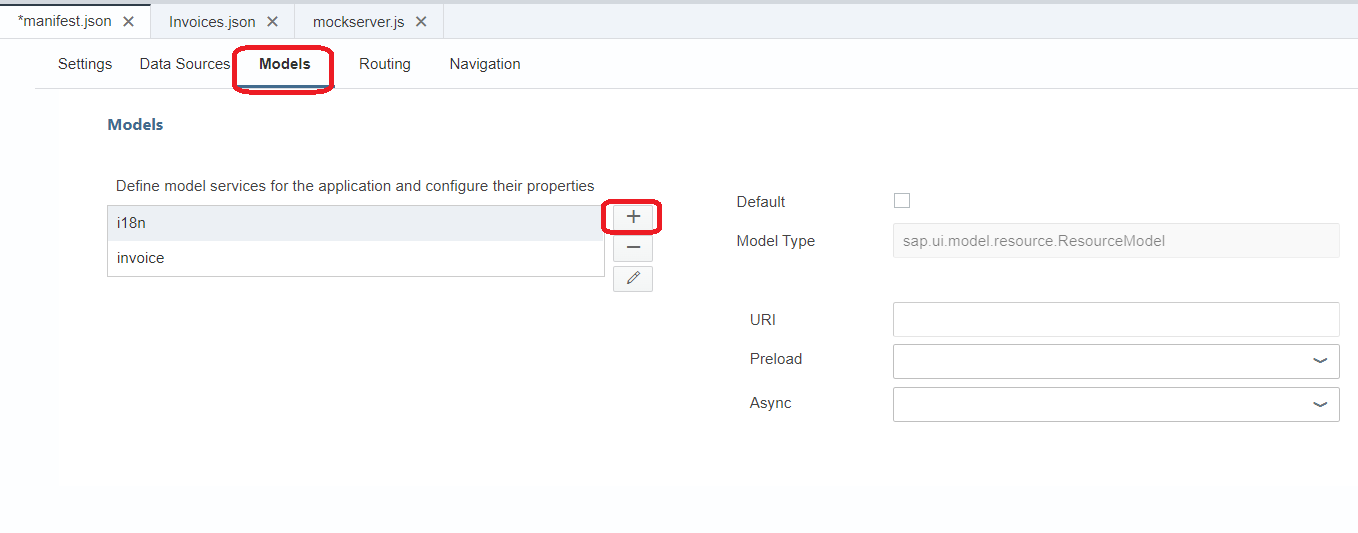 *manifest.json Invoices.json mockserver.js
Settings Data Sources Models Routing Navigation
Models
Define model services for the application and configure their properties
i18n
invoice
Default
Model Type sap.ui.model.resource.ResourceModel
URI
Preload
Async